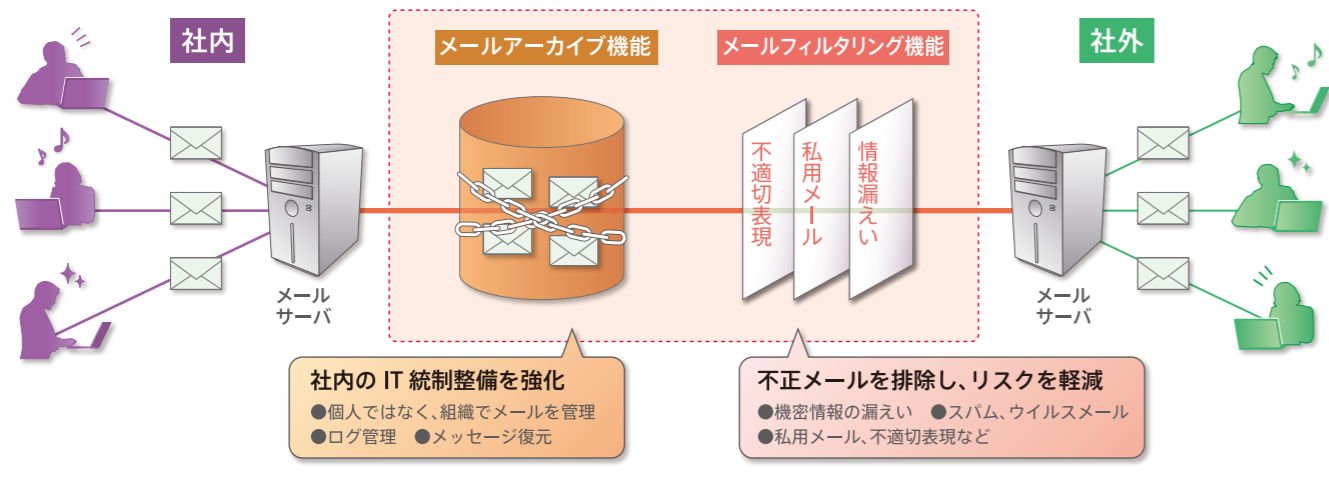 社内
メールアーカイブ機能
メールフィルタリング機能
社外
不適切表現
私用メール
情報漏えい
メール
サーバ
メール
サーバ
社内の IT 統制整備を強化
●個人ではなく、組織でメールを管理
●ログ管理 ●メッセージ復元
不正メールを排除し、リスクを軽減
●機密情報の漏えい ●スパム、ウイルスメール
●私用メール、不適切表現など